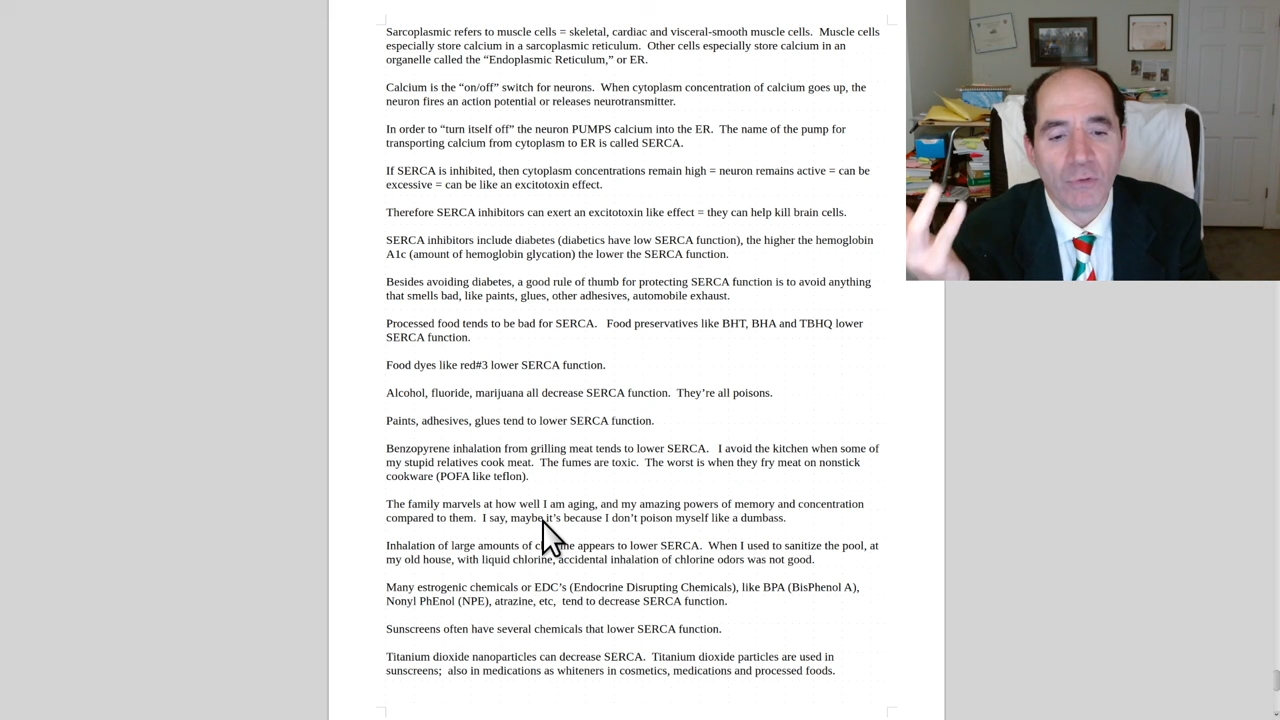 Sarcoplasmic refers to muscle cells = skeletal, cardiac and visceral-smooth muscle cells.  Muscle cells
especially store calcium in a sarcoplasmic reticulum.  Other cells especially store calcium in an
organelle called the “Endoplasmic Reticulum,” or ER.
Calcium is the “on/off” switch for neurons.  When cytoplasm concentration of calcium goes up, the
neuron fires an action potential or releases neurotransmitter.
In order to “turn itself off” the neuron PUMPS calcium into the ER.  The name of the pump for
transporting calcium from cytoplasm to ER is called SERCA.
If SERCA is inhibited, then cytoplasm concentrations remain high = neuron remains active = can be
excessive = can be like an excitotoxin effect.
Therefore SERCA inhibitors can exert an excitotoxin like effect = they can help kill brain cells.
SERCA inhibitors include diabetes (diabetics have low SERCA function), the higher the hemoglobin
A1c (amount of hemoglobin glycation) the lower the SERCA function.
Besides avoiding diabetes, a good rule of thumb for protecting SERCA function is to avoid anything
that smells bad, like paints, glues, other adhesives, automobile exhaust.
Processed food tends to be bad for SERCA.   Food preservatives like BHT, BHA and TBHQ lower
SERCA function.
Food dyes like red#3 lower SERCA function.
Alcohol, fluoride, marijuana all decrease SERCA function.  They’re all poisons.
Paints, adhesives, glues tend to lower SERCA function.
Benzopyrene inhalation from grilling meat tends to lower SERCA.   I avoid the kitchen when some of
my stupid relatives cook meat.  The fumes are toxic.  The worst is when they fry meat on nonstick
cookware (POFA like teflon).
The family marvels at how well I am aging, and my amazing powers of memory and concentration
compared to them.  I say, maybe it’s because I don’t poison myself like a dumbass.
Inhalation of large amounts of appears to lower SERCA.  When I used to sanitize the pool, at
my old house, with liquid chlorine, accidental inhalation of chlorine odors was not good.
Many estrogenic chemicals or EDC’s (Endocrine Disrupting Chemicals), like BPA (BisPhenol A),
Nonyl PhEnol (NPE), atrazine, etc,  tend to decrease SERCA function.
Sunscreens often have several chemicals that lower SERCA function.
Titanium dioxide nanoparticles can decrease SERCA.  Titanium dioxide particles are used in
sunscreens;  also in medications as whiteners in cosmetics, medications and processed foods.